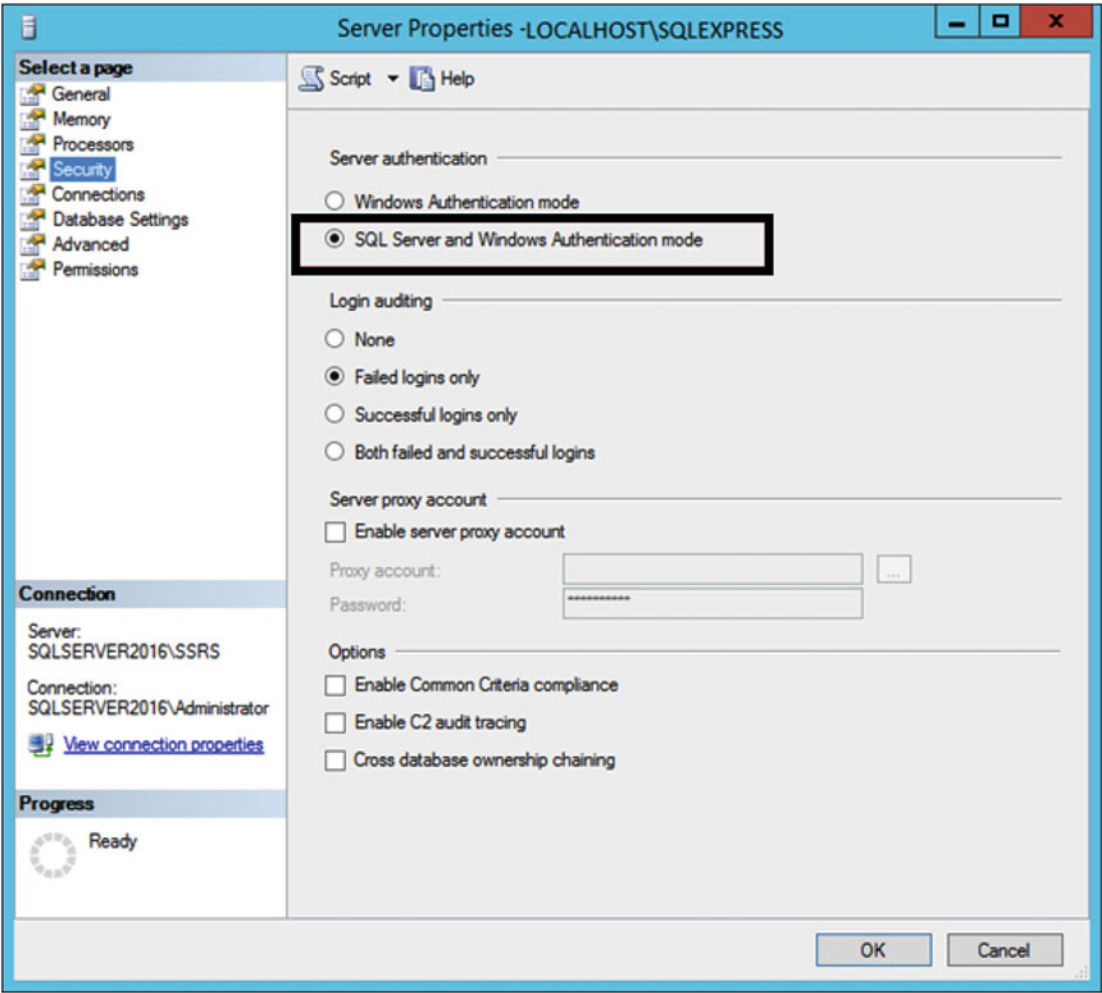 Server Properties -LOCALHOST\SQLEXPRESS
Select a page
General
Memory
Processors
Security
Connections
Database Settings
Advanced
Permissions
Connection
Server:
SQLSERVER2016\SSRS
Connection:
SQLSERVER2016\Administrator
View connection properties
Progress
Ready
Script Help
Server authentication
Windows Authentication mode
SQL Server and Windows Authentication mode
Login auditing
None
Failed logins only
Successful logins only
Both failed and successful logins
Server proxy account
Enable server proxy account
Proxy account:
...
Password: **********
Options
Enable Common Criteria compliance
Enable C2 audit tracing
Cross database ownership chaining
OK Cancel